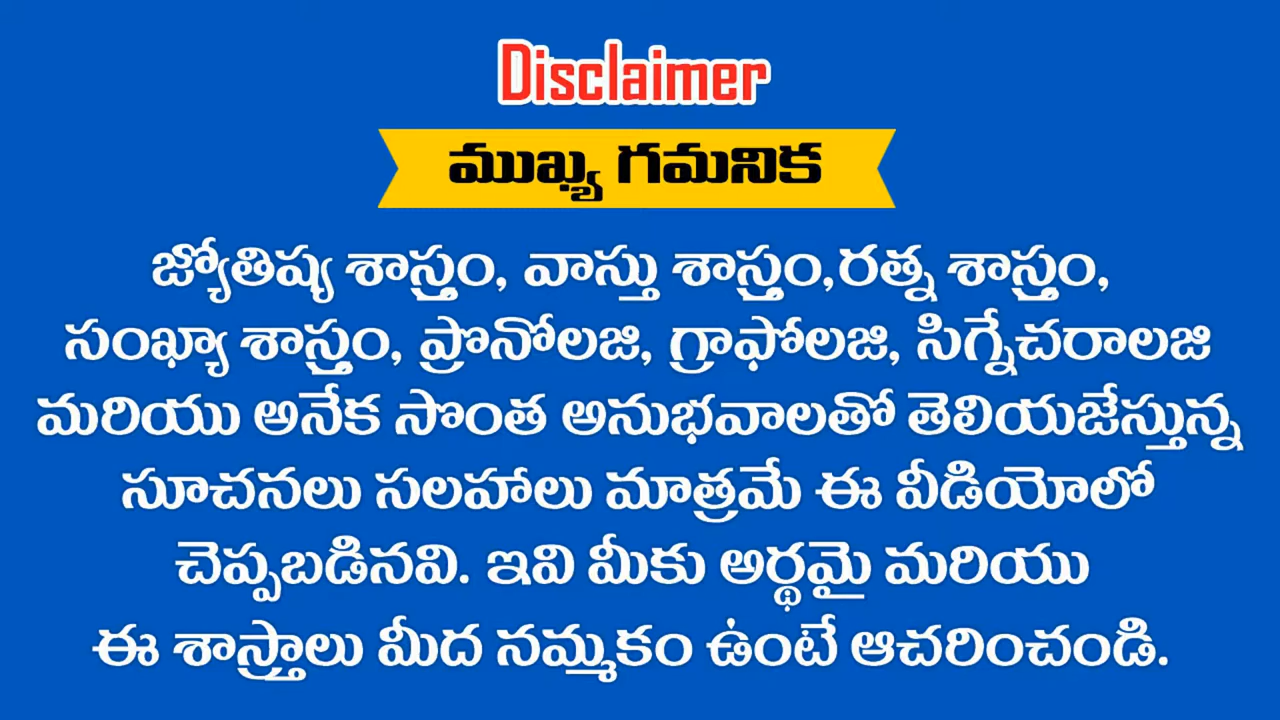 Disclaimer
ముఖ్య గమనిక
జ్యోతిష్య శాస్త్రం, వాస్తు శాస్త్రం,రత్న శాస్త్రం,
సంఖ్యా శాస్త్రం, ప్రొనోలజి, గ్రాఫోలజి, సిగ్నేచరాలజి
మరియు అనేక సొంత అనుభవాలతో తెలియజేస్తున్న
సూచనలు సలహాలు మాత్రమే ఈ వీడియోలో
చెప్పబడినవి. ఇవి మీకు అర్థమై మరియు
ఈ శాస్త్రాలు మీద నమ్మకం ఉంటే ఆచరించండి.